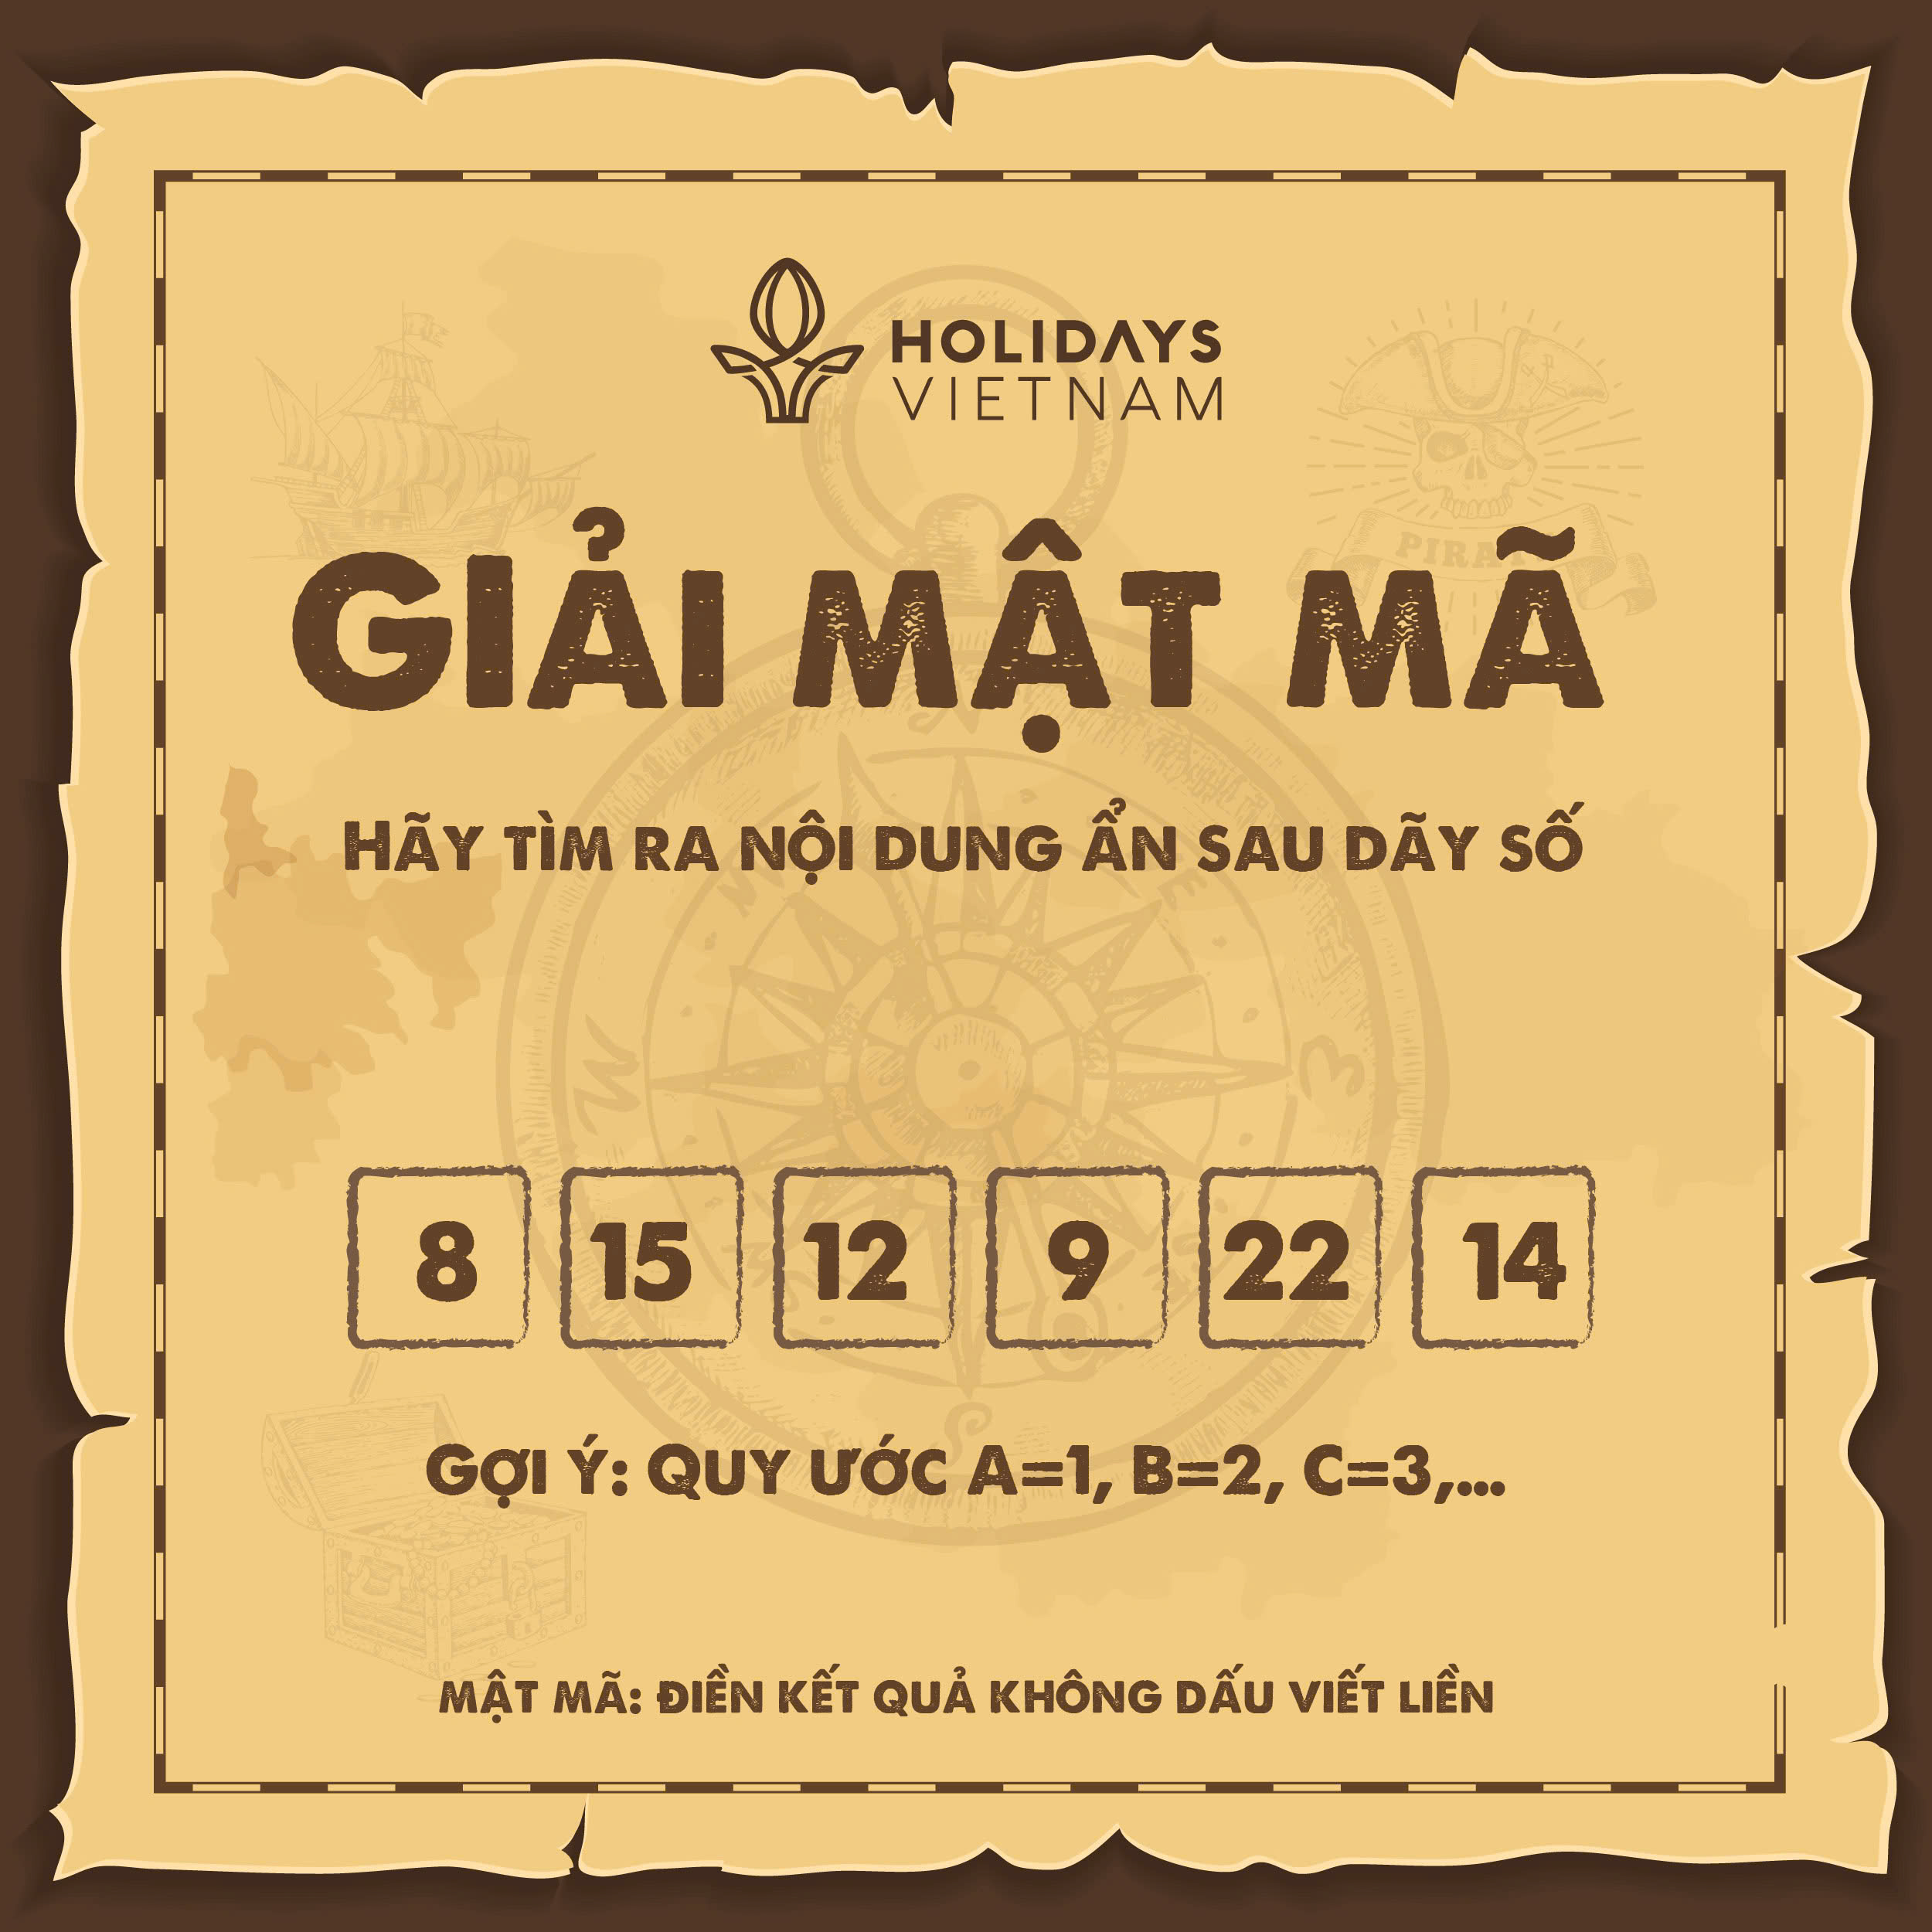 HOLIDAYS
VIETNAM
PIRAT
GIẢI MẬT MÃ
HÃY TÌM RA NỘI DUNG ẨN SAU DÃY SỐ
N
W
S
8 15 12 9 22 14
GỢI Ý: QUY ƯỚC A=1, B=2, C=3,...
MẬT MÃ: ĐIỀN KẾT QUẢ KHÔNG DẤU VIẾT LIỀN